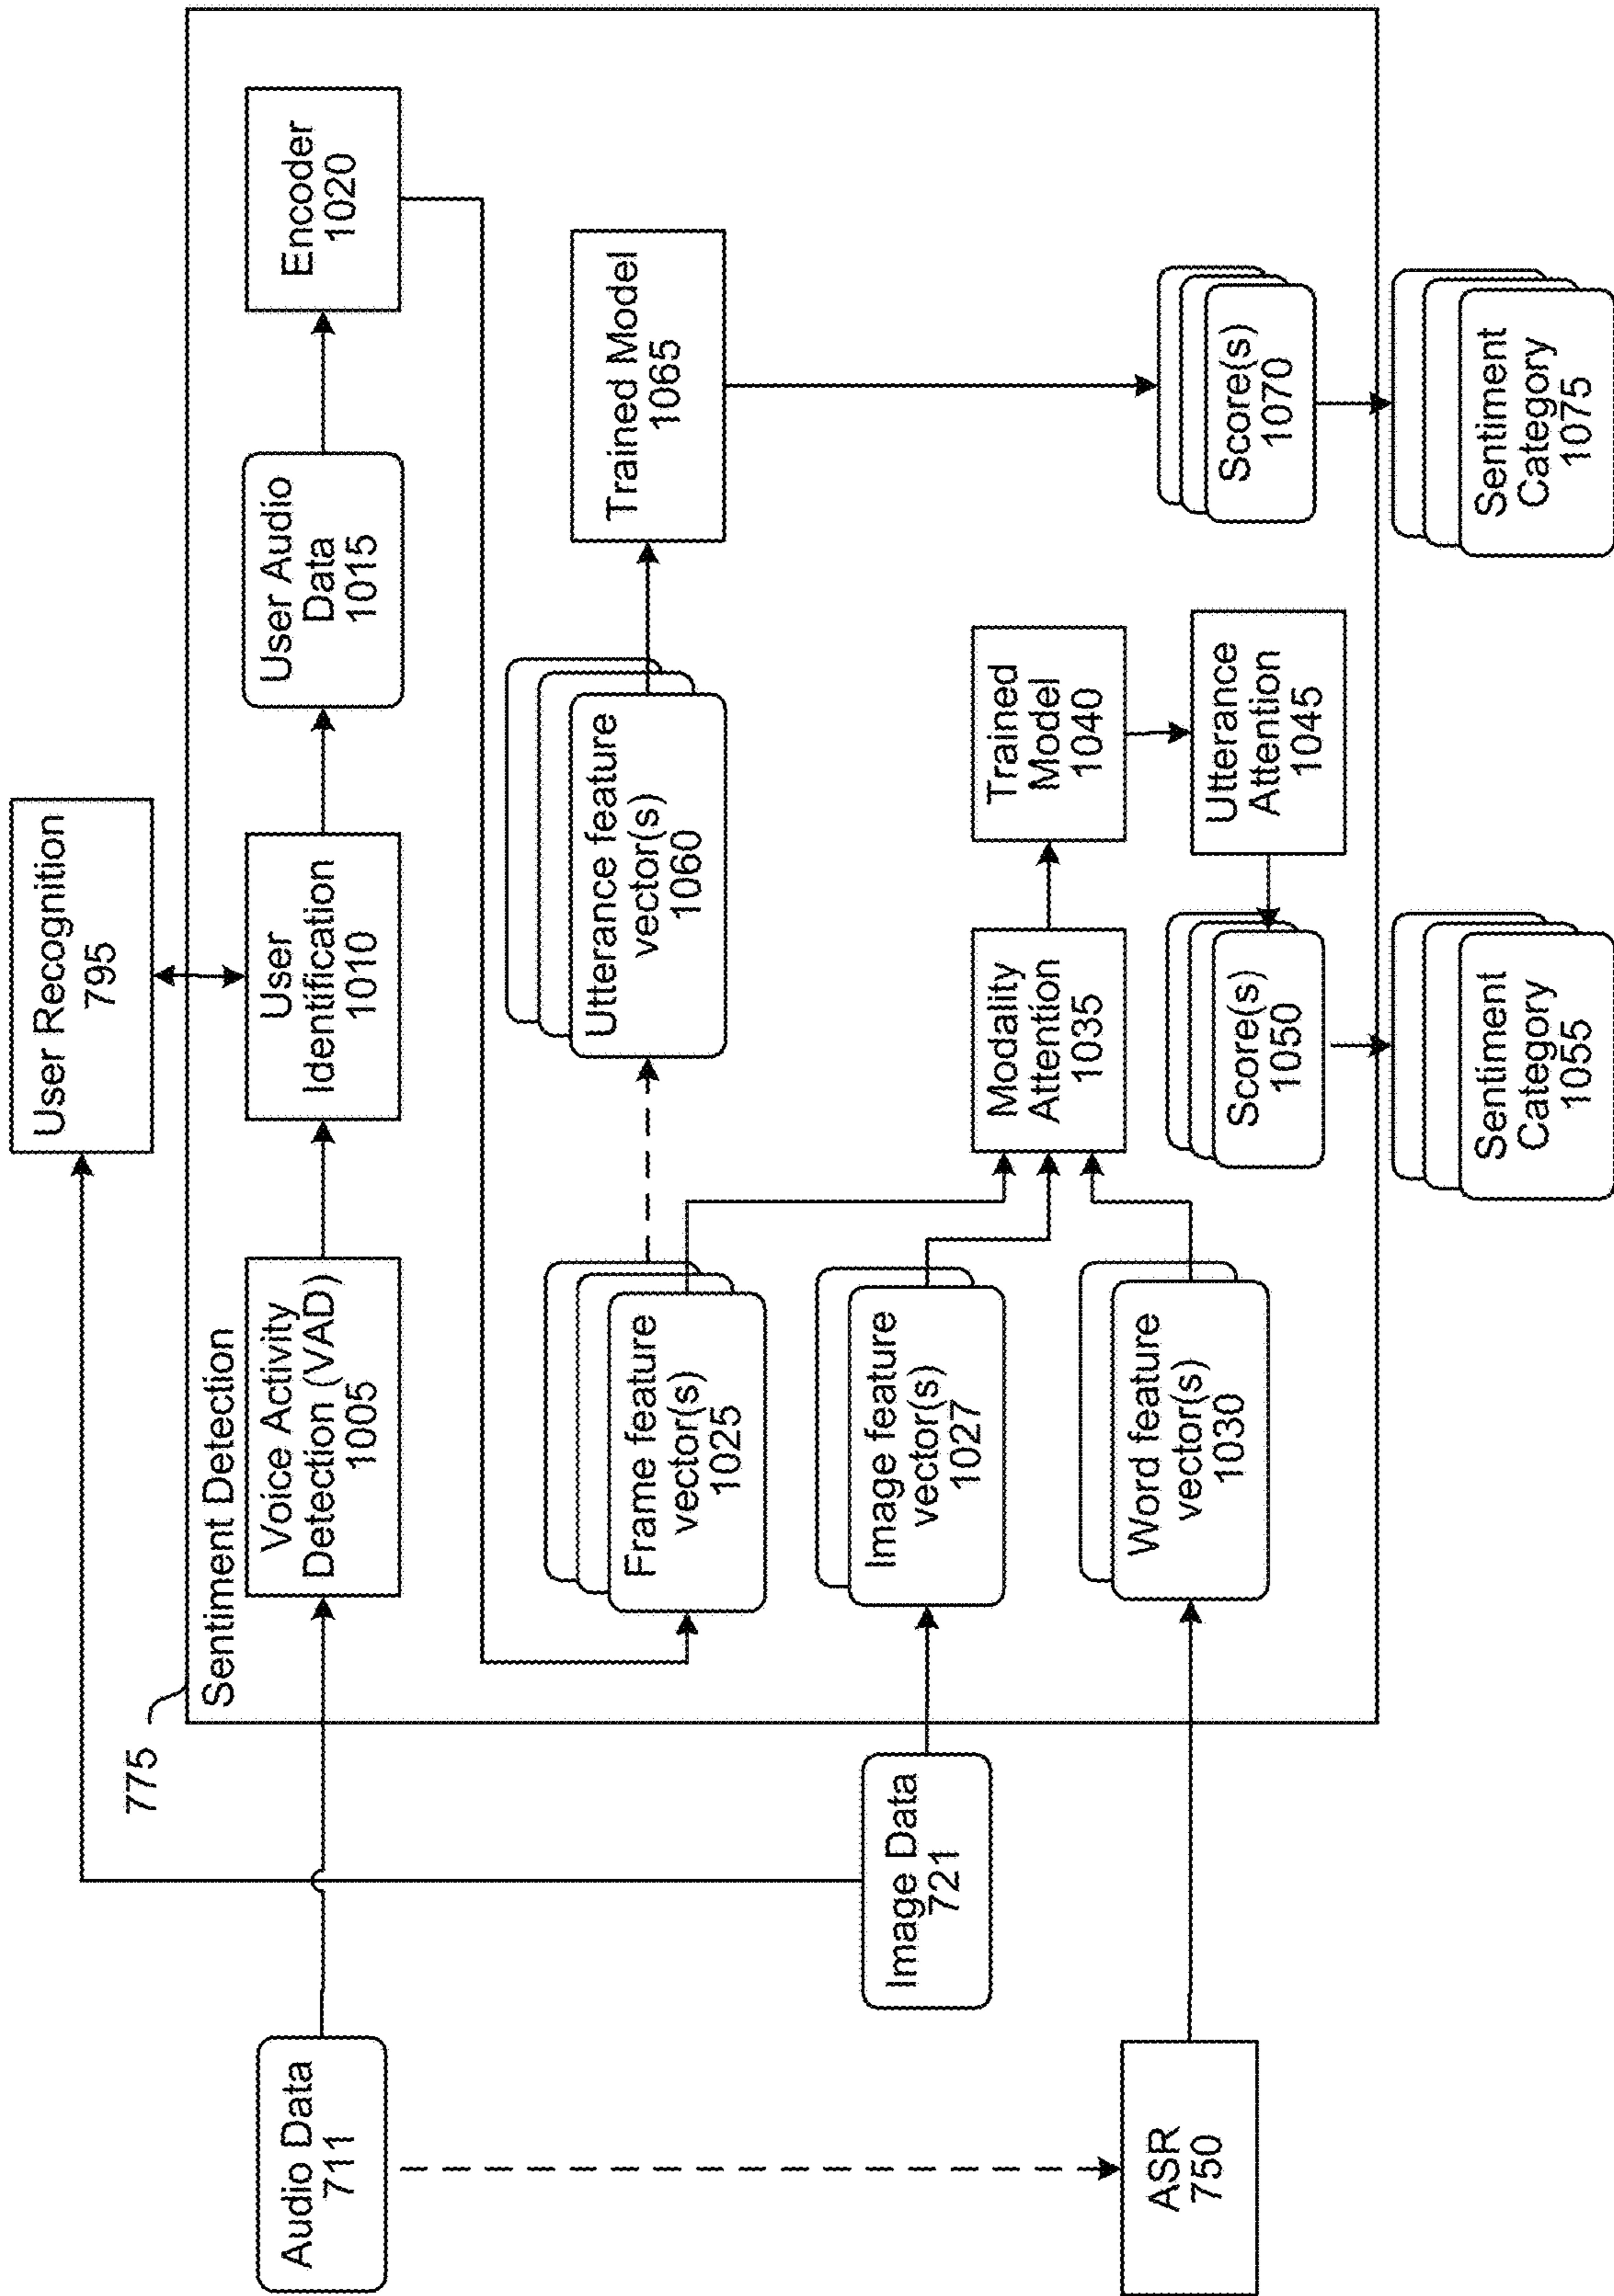 User Recognition
795
775
Sentiment Detection
Audio Data
711
Voice Activity
Detection (VAD)
1005
User
Identification
1010
User Audio
Data
1015
Encoder
1020
Frame feature
vector(s)
1025
Utterance feature
vector(s)
1060
Trained Model
1065
Image Data
721
Image feature
vector(s)
1027
Modality
Attention
1035
Trained
Model
1040
ASR
750
Word feature
vector(s)
1030
Utterance
Attention
1045
Score(s)
1050
Score(s)
1070
Sentiment
Category
1055
Sentiment
Category
1075